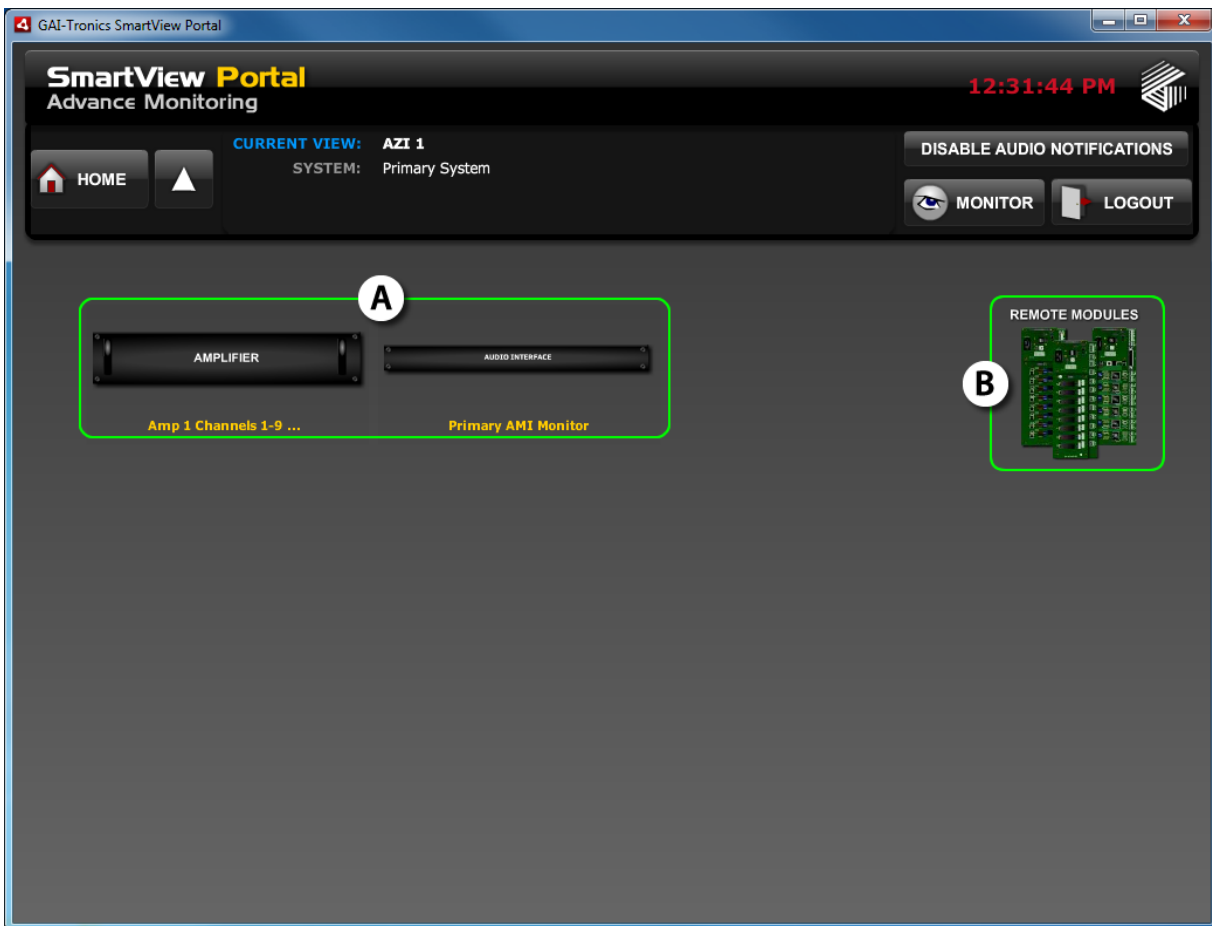 GAI-Tronics SmartView Portal
SmartView Portal
Advance Monitoring
12:31:44 PM
CURRENT VIEW: AZI 1
SYSTEM: Primary System
HOME
DISABLE AUDIO NOTIFICATIONS
MONITOR
LOGOUT
A
AMPLIFIER
AUDIO INTERFACE
Amp 1 Channels 1-9 ...
Primary AMI Monitor
REMOTE MODULES
B